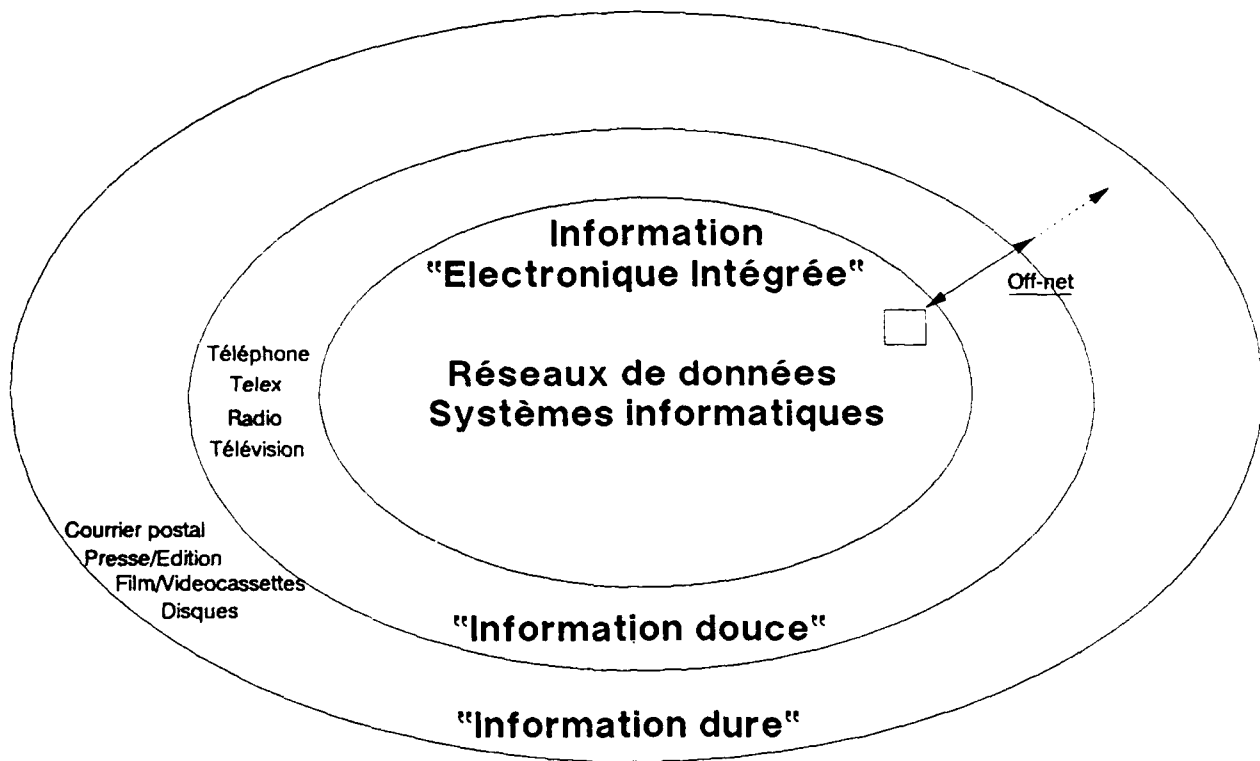 Information
"Electronique Intégrée"
Off-net
Téléphone
Telex
Radio
Télévision
Réseaux de données
Systèmes informatiques
Courrier postal
Presse/Edition
Film/Videocassettes
Disques
"Information douce"
"Information dure"